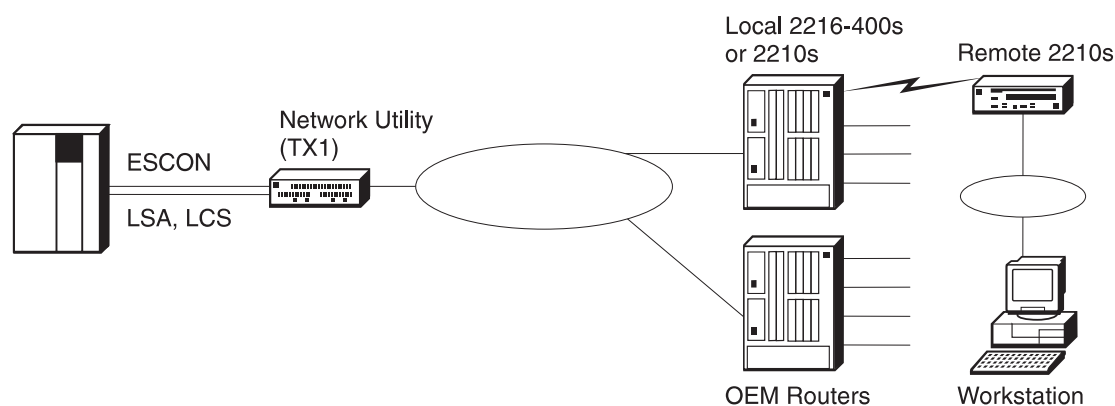 Local 2216-400s
or 2210s
Remote 2210s
Network Utility
(TX1)
ESCON
LSA, LCS
OEM Routers
Workstation